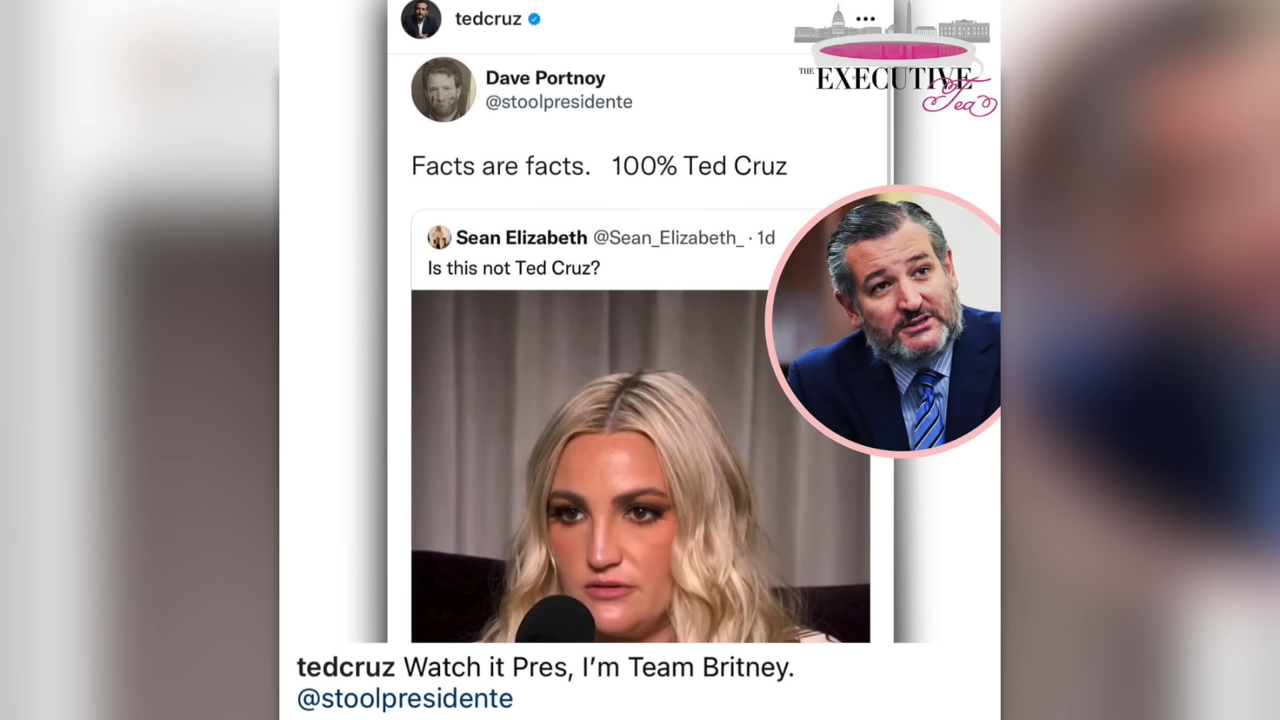 tedcruz
THE EXECUTIVE
Tea
Dave Portnoy
@stoolpresidente
Facts are facts. 100% Ted Cruz
Sean Elizabeth @Sean_Elizabeth_ · 1d
Is this not Ted Cruz?
tedcruz Watch it Pres, I’m Team Britney.
@stoolpresidente